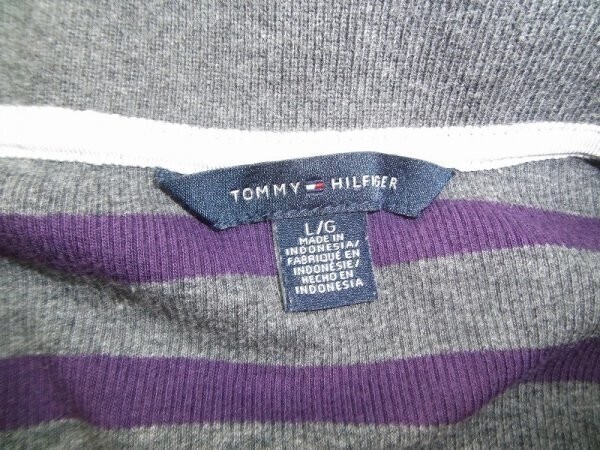 TOMMY HILFIGER
L/G
MADE IN
INDONESIA/
FABRIQUÉ EN
INDONÉSIE/
HECHO EN
INDONESIA